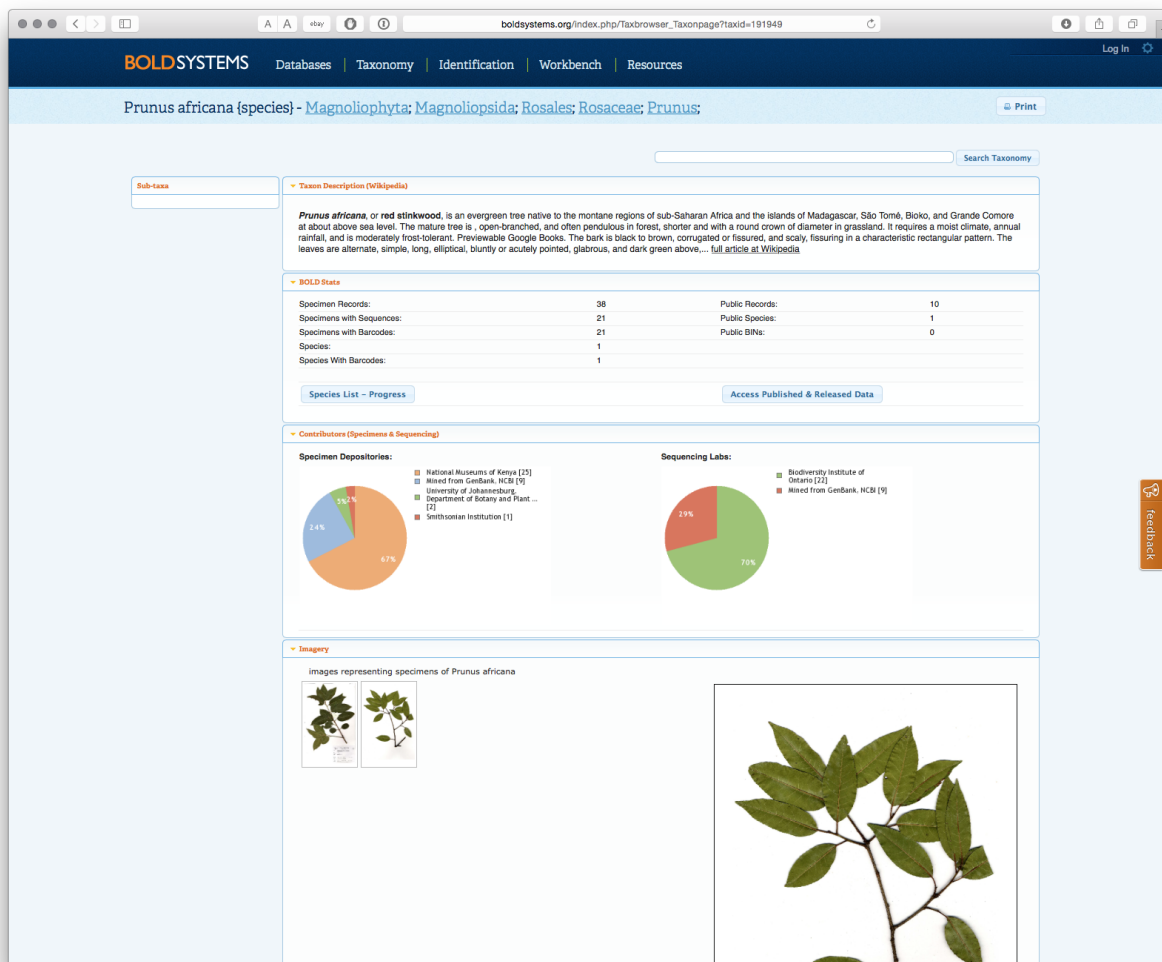 A A ebay boldsystems.org/index.php/Taxbrowser_Taxonpage?taxid=191949
Log In
BOLDSYSTEMS Databases Taxonomy Identification Workbench Resources
Prunus africana {species} - Magnoliophyta; Magnoliopsida; Rosales; Rosaceae; Prunus;
Print
Search Taxonomy
Sub-taxa
Taxon Description (Wikipedia)
Prunus africana, or red stinkwood, is an evergreen tree native to the montane regions of sub-Saharan Africa and the islands of Madagascar, São Tomé, Bioko, and Grande Comore
at about above sea level. The mature tree is , open-branched, and often pendulous in forest, shorter and with a round crown of diameter in grassland. It requires a moist climate, annual
rainfall, and is moderately frost-tolerant. Previewable Google Books. The bark is black to brown, corrugated or fissured, and scaly, fissuring in a characteristic rectangular pattern. The
leaves are alternate, simple, long, elliptical, bluntly or acutely pointed, glabrous, and dark green above,... full article at Wikipedia
BOLD Stats
Specimen Records: 38 Public Records: 10
Specimens with Sequences: 21 Public Species: 1
Specimens with Barcodes: 21 Public BINs: 0
Species: 1
Species With Barcodes: 1
Species List - Progress
Access Published & Released Data
Contributors (Specimens & Sequencing)
Specimen Depositories:
National Museums of Kenya [25]
Mined from GenBank, NCBI [9]
University of Johannesburg,
Department of Botany and Plant ...
[2]
Smithsonian Institution [1]
5% 2%
24%
67%
Sequencing Labs:
Biodiversity Institute of
Ontario [22]
Mined from GenBank, NCBI [9]
29%
70%
feedback
Imagery
images representing specimens of Prunus africana